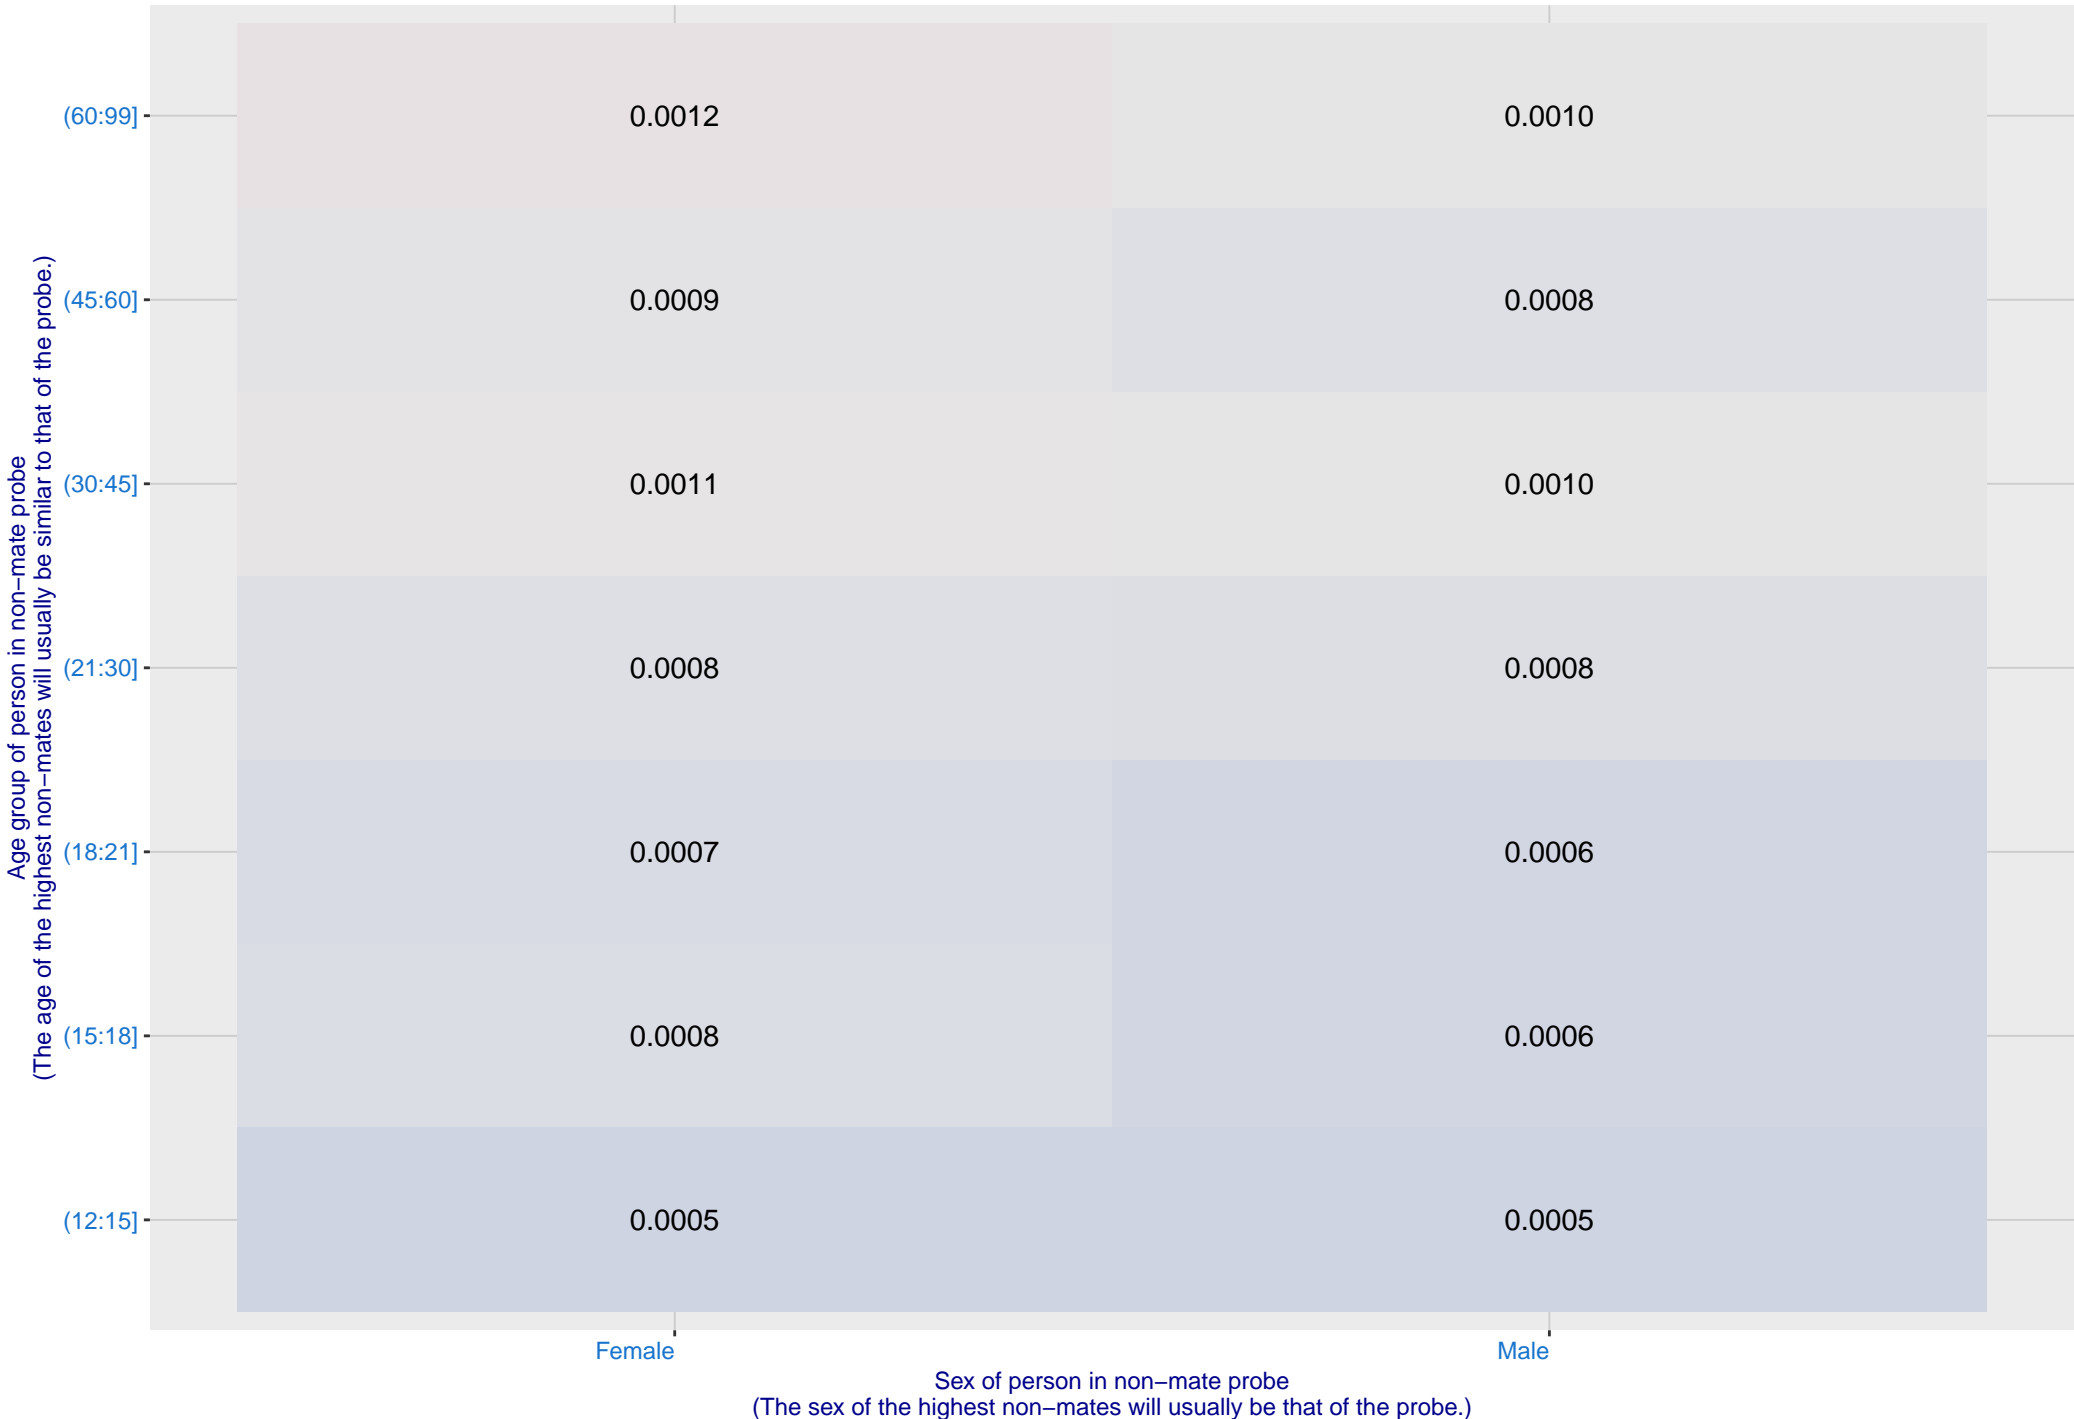 Age group of person in non−mate probe
(The age of the highest non−mates will usually be similar to that of the probe.)
(60:99] 0.0012 0.0010
(45:60] 0.0009 0.0008
(30:45] 0.0011 0.0010
(21:30] 0.0008 0.0008
(18:21] 0.0007 0.0006
(15:18] 0.0008 0.0006
(12:15] 0.0005 0.0005
Female Male
Sex of person in non−mate probe
(The sex of the highest non−mates will usually be that of the probe.)